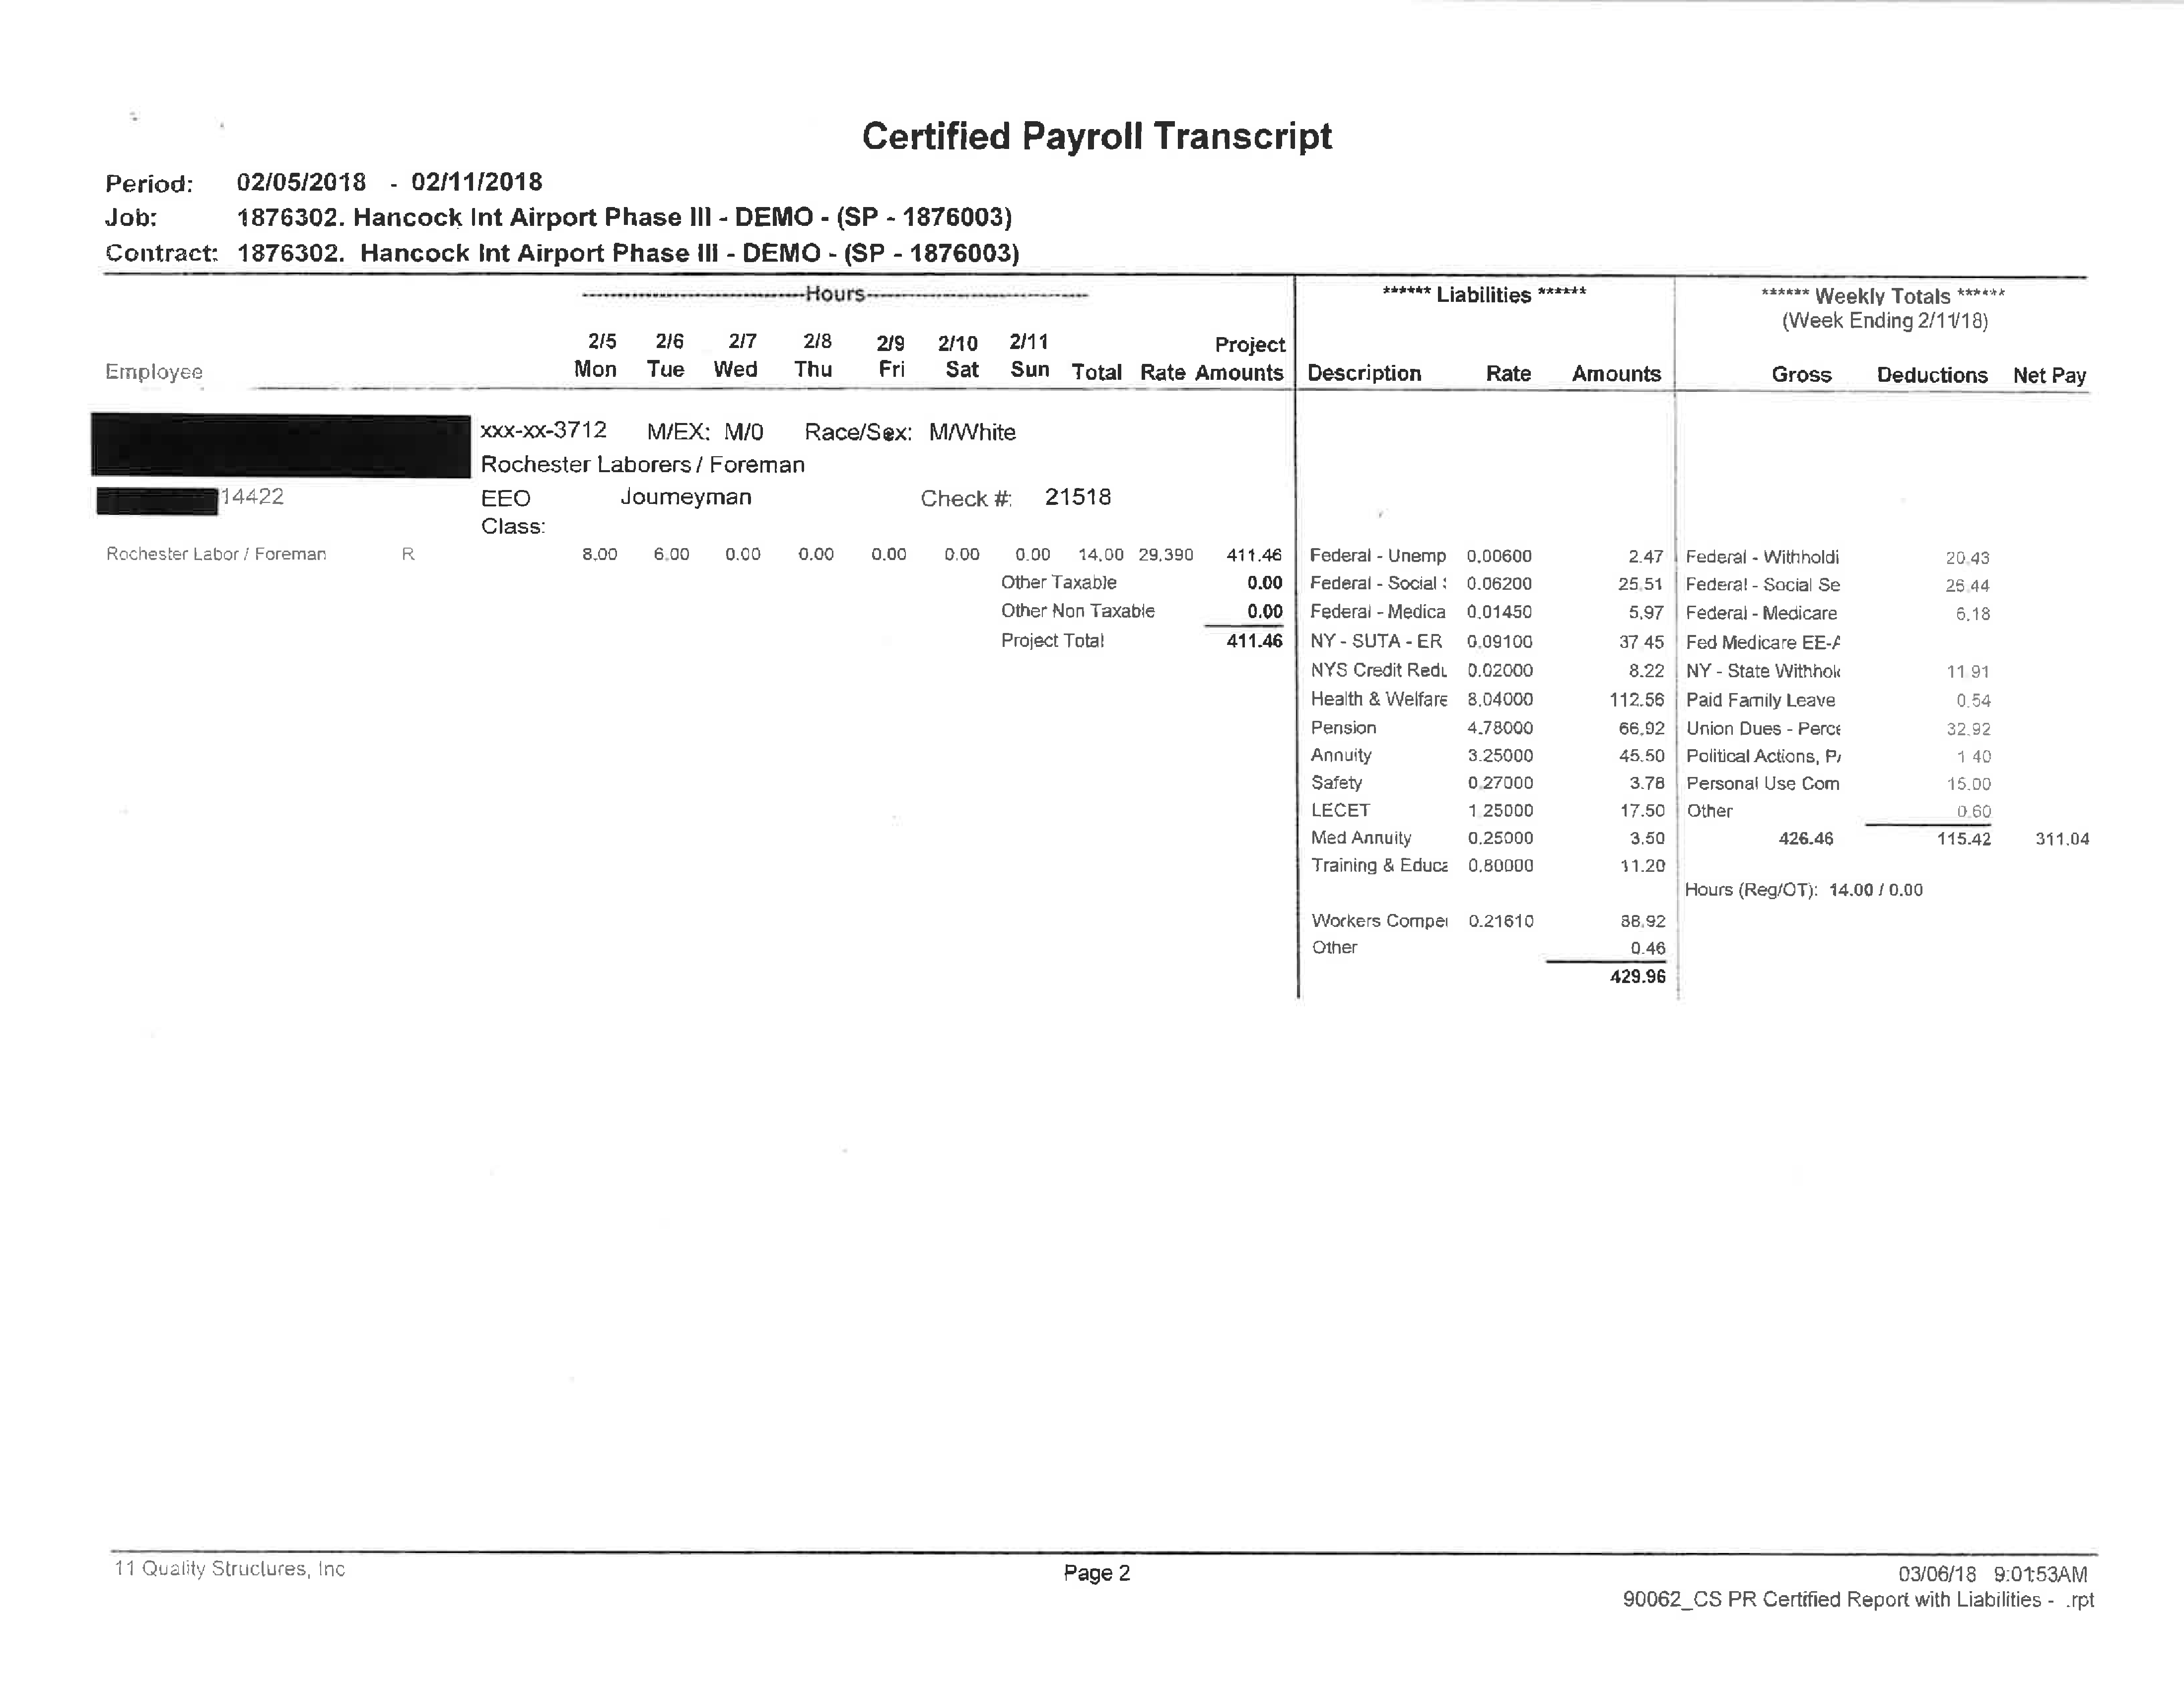 Certified Payroll Transcript
Period: 02/05/2018 - 02/11/2018
Job: 1876302. Hancock Int Airport Phase III - DEMO - (SP - 1876003)
Contract: 1876302. Hancock Int Airport Phase III - DEMO - (SP - 1876003)
Hours ****** Liabilities ****** ****** Weekly Totals ******
(Week Ending 2/11/18)
2/5 2/6 2/7 2/8 2/9 2/10 2/11 Project
Employee Mon Tue Wed Thu Fri Sat Sun Total Rate Amounts Description Rate Amounts Gross Deductions Net Pay
xxx-xx-3712 M/EX: M/0 Race/Sex: M/White
Rochester Laborers / Foreman
14422 EEO Journeyman Check #: 21518
Class:
Rochester Labor / Foreman R 8.00 6.00 0.00 0.00 0.00 0.00 0.00 14.00 29.390 411.46 Federal - Unemp 0.00600 2.47 Federal - Withholdi 20.43
Other Taxable 0.00 Federal - Social : 0.06200 25.51 Federal - Social Se 26.44
Other Non Taxable 0.00 Federal - Medica 0.01450 5.97 Federal - Medicare 6.18
Project Total 411.46 NY - SUTA - ER 0.09100 37.45 Fed Medicare EE-A
NYS Credit Redu 0.02000 8.22 NY - State Withhol 11.91
Health & Welfare 8.04000 112.56 Paid Family Leave 0.54
Pension 4.78000 66.92 Union Dues - Perce 32.92
Annuity 3.25000 45.50 Political Actions, P 1.40
Safety 0.27000 3.78 Personal Use Com 15.00
LECET 1.25000 17.50 Other 0.60
Med Annuity 0.25000 3.50 426.46 115.42 311.04
Training & Educa 0.80000 11.20
Hours (Reg/OT): 14.00 / 0.00
Workers Compe 0.21610 88.92
Other 0.46
429.96
11 Quality Structures, Inc Page 2 03/06/18 9:01:53AM
90062_CS PR Certified Report with Liabilities - .rpt